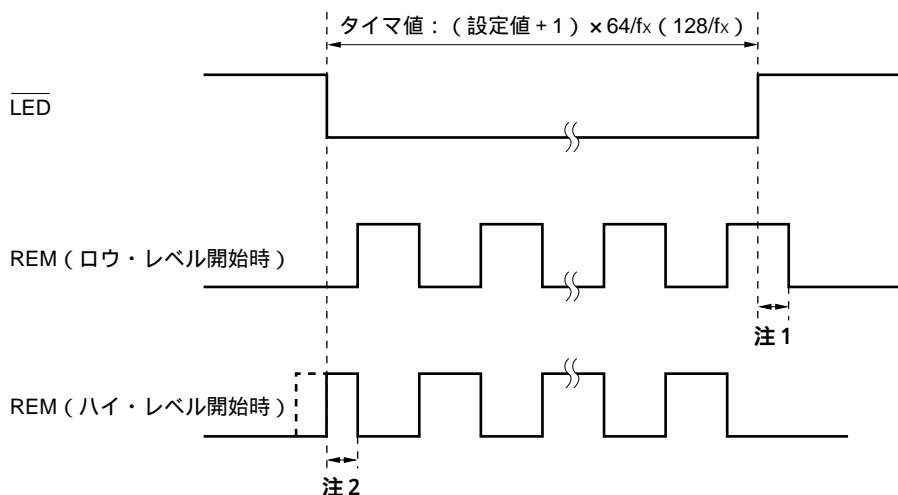 タイマ値：（設定値+1）×64/fx（128/fx）
LED
REM（ロウ・レベル開始時）
注1
REM（ハイ・レベル開始時）
注2